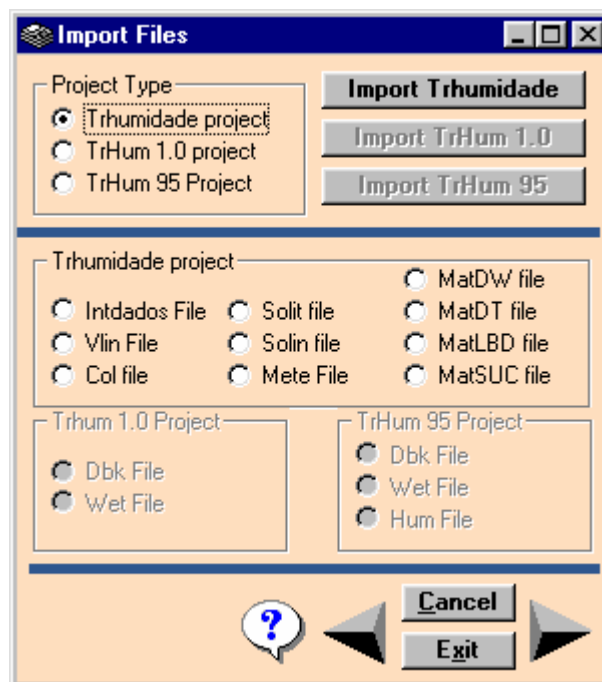 Import Files
Project Type
Trhumidade project
TrHum 1.0 project
TrHum 95 Project
Import Trhumidade
Import TrHum 1.0
Import TrHum 95
Trhumidade project
Intdados File
Vlin File
Col file
Solit file
Solin file
Mete File
MatDW file
MatDT file
MatLBD file
MatSUC file
Trhum 1.0 Project
Dbk File
Wet File
TrHum 95 Project
Dbk File
Wet File
Hum File
?
Cancel
Exit